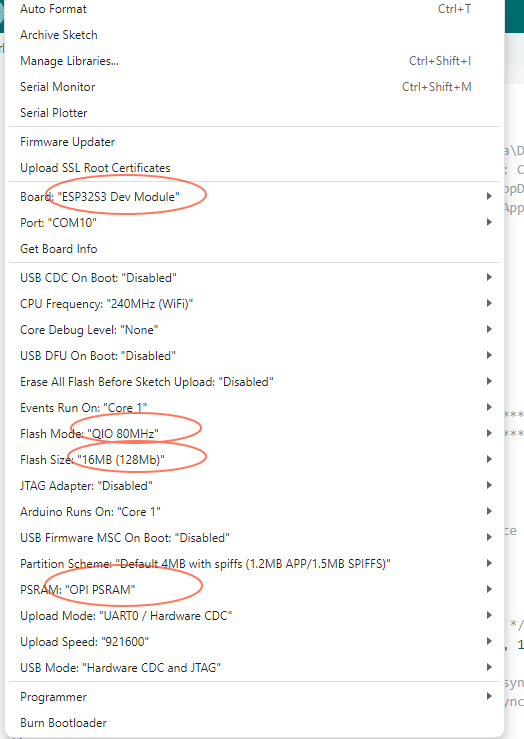 Auto Format Ctrl+T
Archive Sketch
Manage Libraries... Ctrl+Shift+I
Serial Monitor Ctrl+Shift+M
Serial Plotter
Firmware Updater
Upload SSL Root Certificates
Board: "ESP32S3 Dev Module"
Port: "COM10"
Get Board Info
USB CDC On Boot: "Disabled"
CPU Frequency: "240MHz (WiFi)"
Core Debug Level: "None"
USB DFU On Boot: "Disabled"
Erase All Flash Before Sketch Upload: "Disabled"
Events Run On: "Core 1"
Flash Mode: "QIO 80MHz"
Flash Size: "16MB (128Mb)"
JTAG Adapter: "Disabled"
Arduino Runs On: "Core 1"
USB Firmware MSC On Boot: "Disabled"
Partition Scheme: "Default 4MB with spiffs (1.2MB APP/1.5MB SPIFFS)"
PSRAM: "OPI PSRAM"
Upload Mode: "UART0 / Hardware CDC"
Upload Speed: "921600"
USB Mode: "Hardware CDC and JTAG"
Programmer
Burn Bootloader